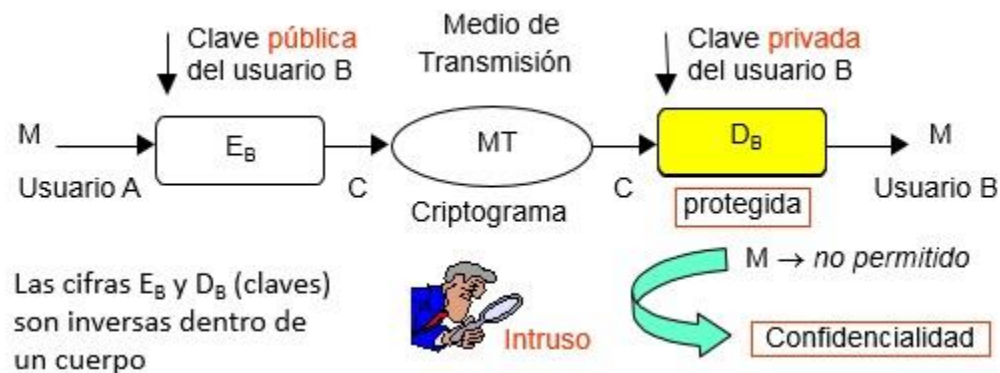 Clave pública
del usuario B
Medio de
Transmisión
Clave privada
del usuario B
M
E_B
MT
D_B
M
Usuario A
C
Criptograma
C
protegida
Usuario B
Las cifras E_B y D_B (claves)
son inversas dentro de
un cuerpo
Intruso
M → no permitido
Confidencialidad